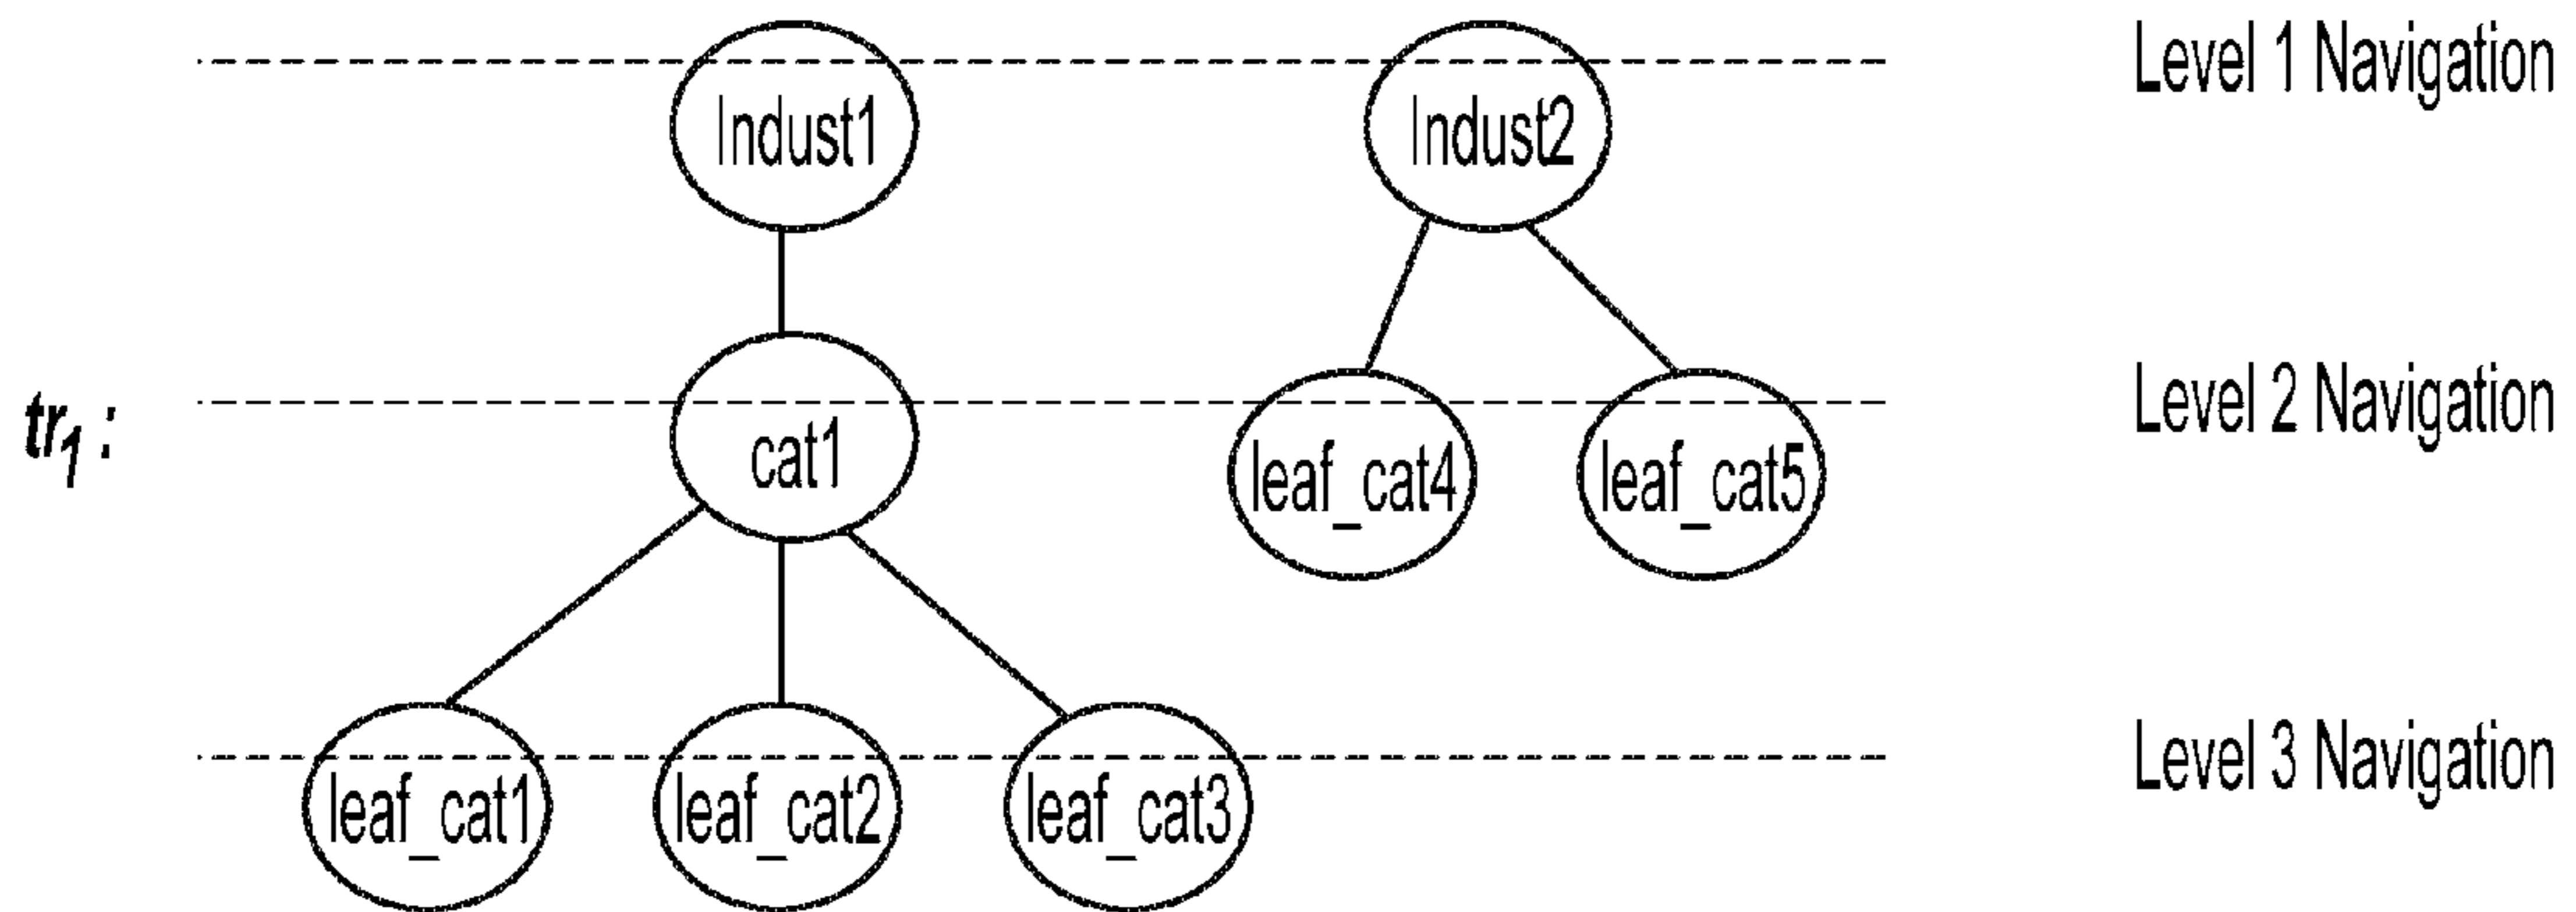 Indust1 Indust2 Level 1 Navigation
tr1 : cat1 leaf_cat4 leaf_cat5 Level 2 Navigation
leaf_cat1 leaf_cat2 leaf_cat3 Level 3 Navigation